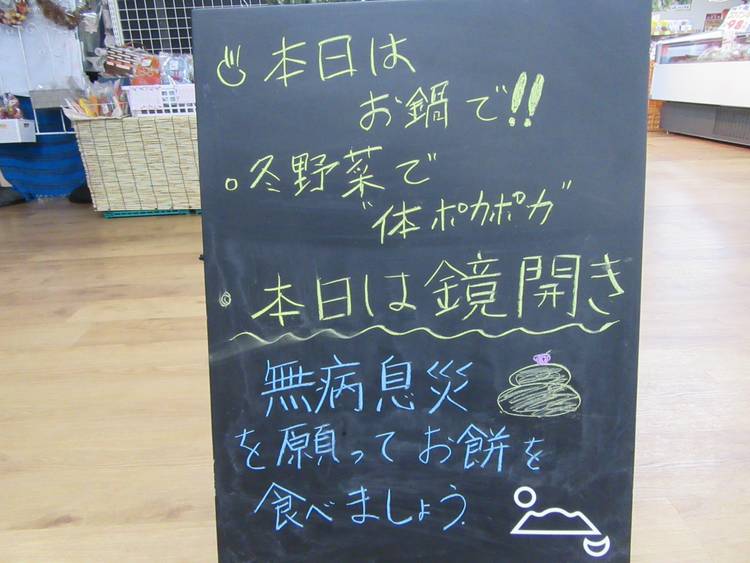 本日は
お鍋で!!
。冬野菜で
"体ポカポカ"
◎本日は鏡開き
無病息災
を願ってお餅を
食べましょう.